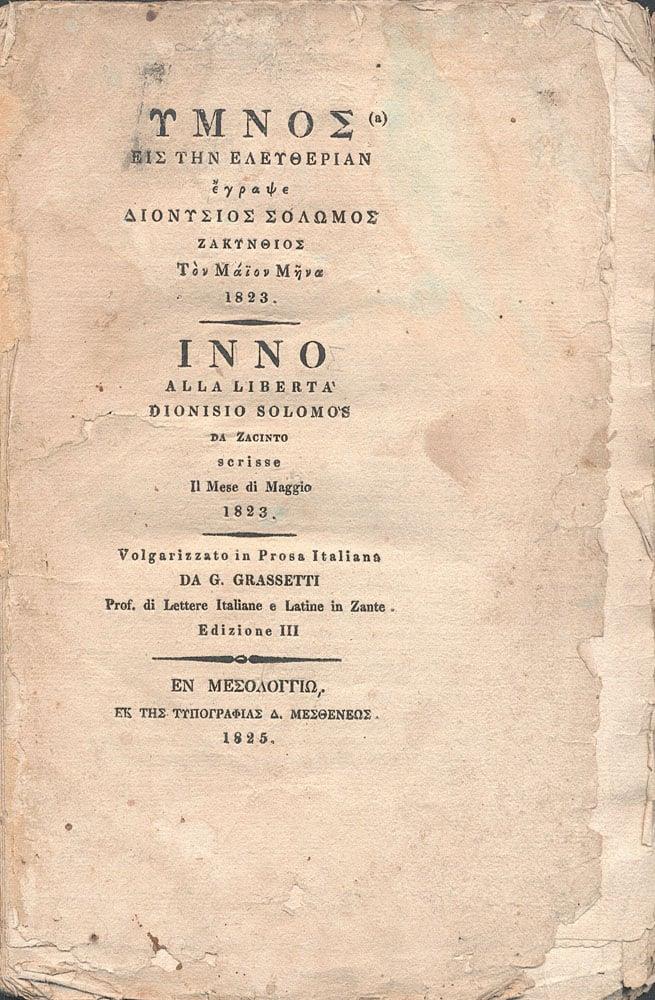 ΥΜΝΟΣ (a)
ΕΙΣ ΤΗΝ ΕΛΕΥΘΕΡΙΑΝ
ἔγραψε
ΔΙΟΝΥΣΙΟΣ ΣΟΛΩΜΟΣ
ΖΑΚΥΝΘΙΟΣ
Τὸν Μάϊον Μῆνα
1823.
INNO
ALLA LIBERTA'
DIONISIO SOLOMOS
DA ZACINTO
scrisse
Il Mese di Maggio
1823.
Volgarizzato in Prosa Italiana
DA G. GRASSETTI
Prof. di Lettere Italiane e Latine in Zante.
Edizione III
ΕΝ ΜΕΣΟΛΟΓΓΙΩ,.
ΕΚ ΤΗΣ ΤΥΠΟΓΡΑΦΙΑΣ Δ. ΜΕΣΘΕΝΕΩΣ.
1825.